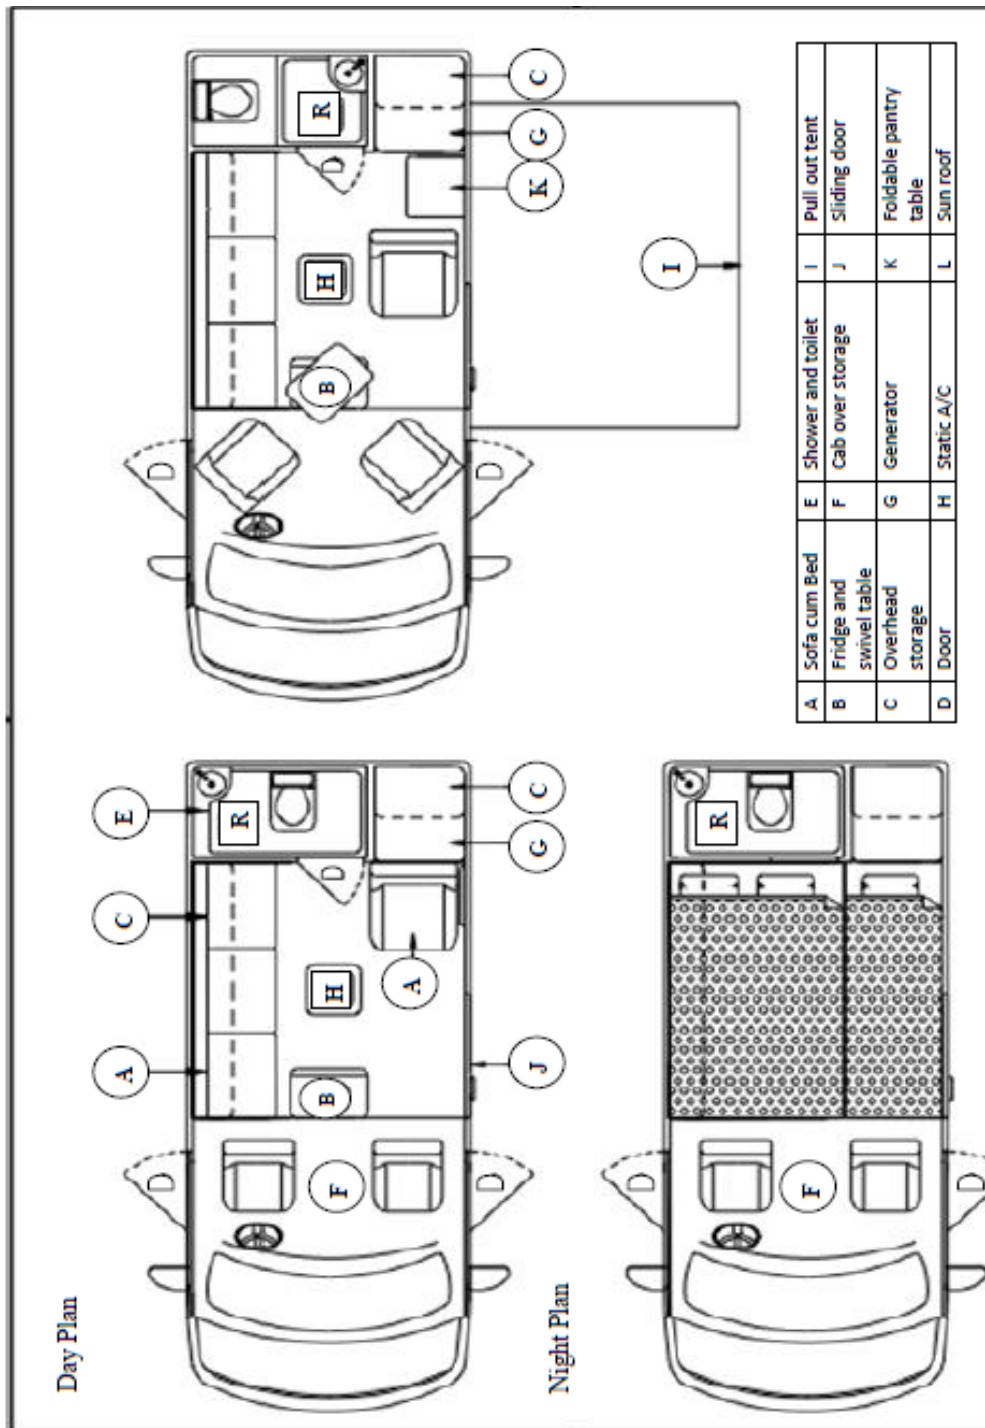 Day Plan
A C E
D
R
F B H D
A
D
J G C
D
R
B H D
D
K G C
I
Night Plan
D
R
F
D
A Sofa cum Bed E Shower and toilet I Pull out tent
B Fridge and swivel table F Cab over storage J Sliding door
C Overhead storage G Generator K Foldable pantry table
D Door H Static A/C L Sun roof